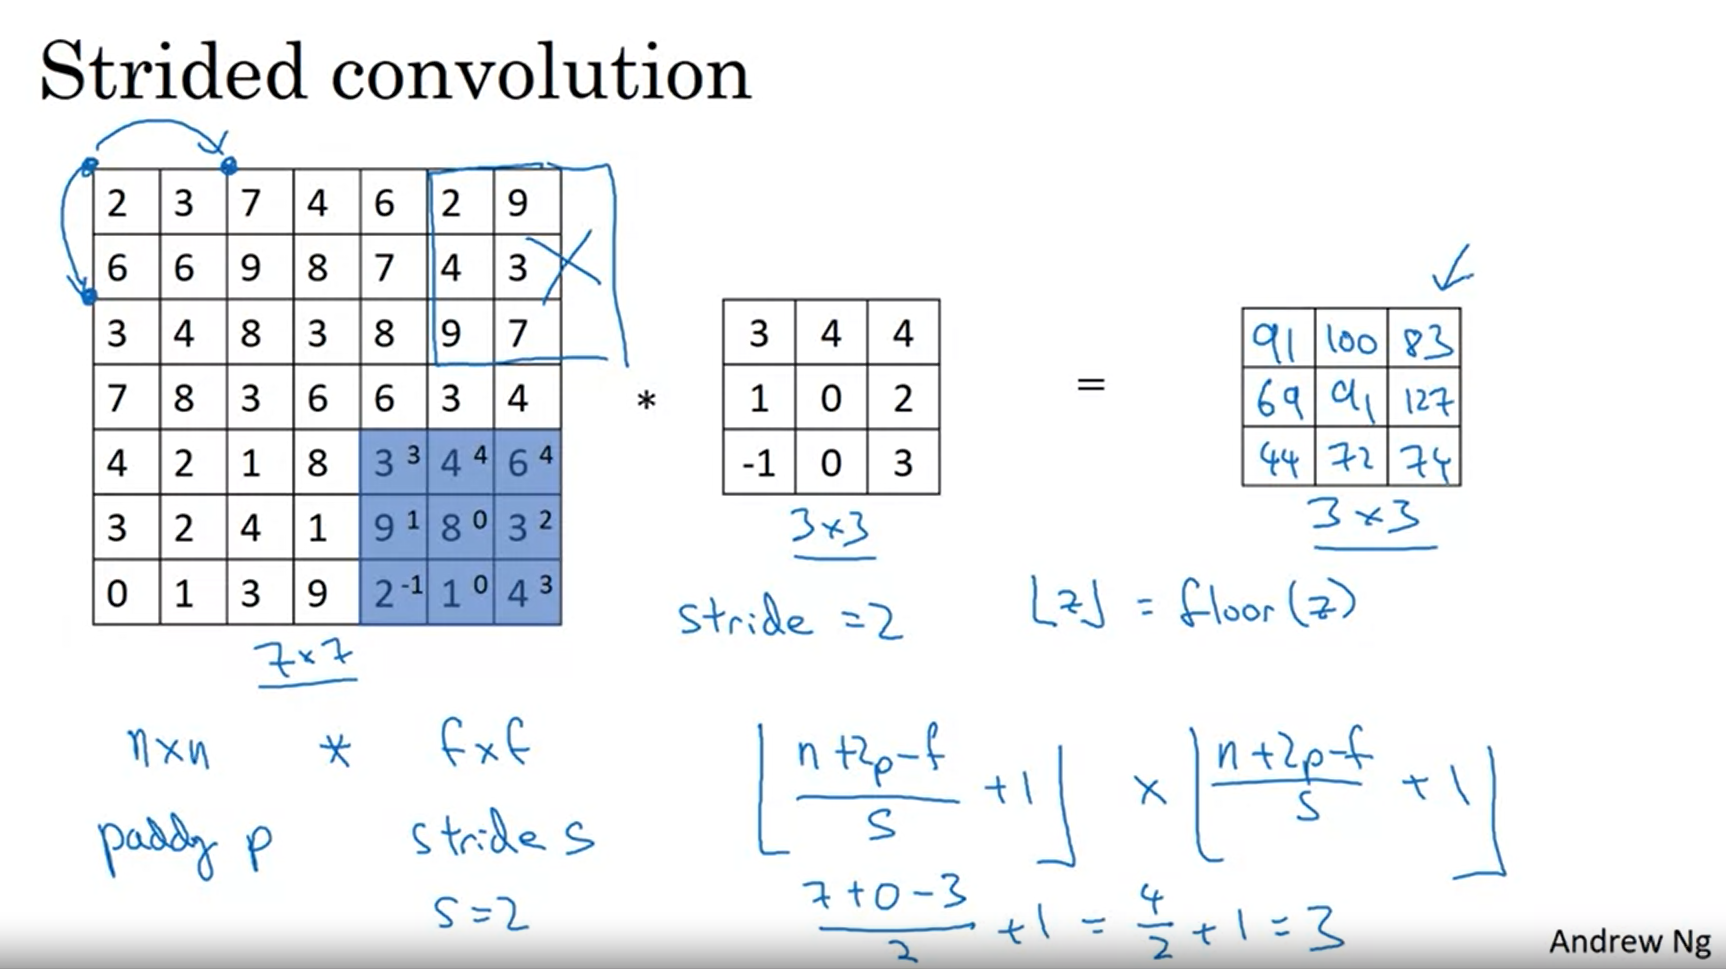 Strided convolution
2 3 7 4 6 2 9
6 6 9 8 7 4 3
3 4 8 3 8 9 7
7 8 3 6 6 3 4
4 2 1 8 3 3 4 4 6 4
3 2 4 1 9 1 8 0 3 2
0 1 3 9 2 -1 1 0 4 3
7×7
*
3 4 4
1 0 2
-1 0 3
3×3
stride = 2
=
91 100 83
69 91 127
44 72 74
3×3
⌊z⌋ = floor(z)
n×n * f×f
padding p stride s
s=2
⌊(n+2p-f)/s + 1⌋ × ⌊(n+2p-f)/s + 1⌋
(7+0-3)/2 + 1 = 4/2 + 1 = 3
Andrew Ng